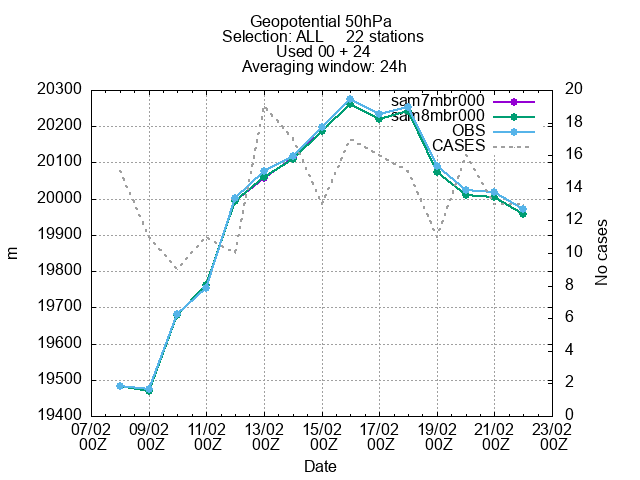 Geopotential 50hPa
Selection: ALL     22 stations
Used 00 + 24
Averaging window: 24h
20300
20200
20100
20000
19900
19800
19700
19600
19500
19400
m
sam7mbr000
sam8mbr000
OBS
CASES
20
18
16
14
12
10
8
6
4
2
0
No cases
07/02 09/02 11/02 13/02 15/02 17/02 19/02 21/02 23/02
00Z 00Z 00Z 00Z 00Z 00Z 00Z 00Z 00Z
Date